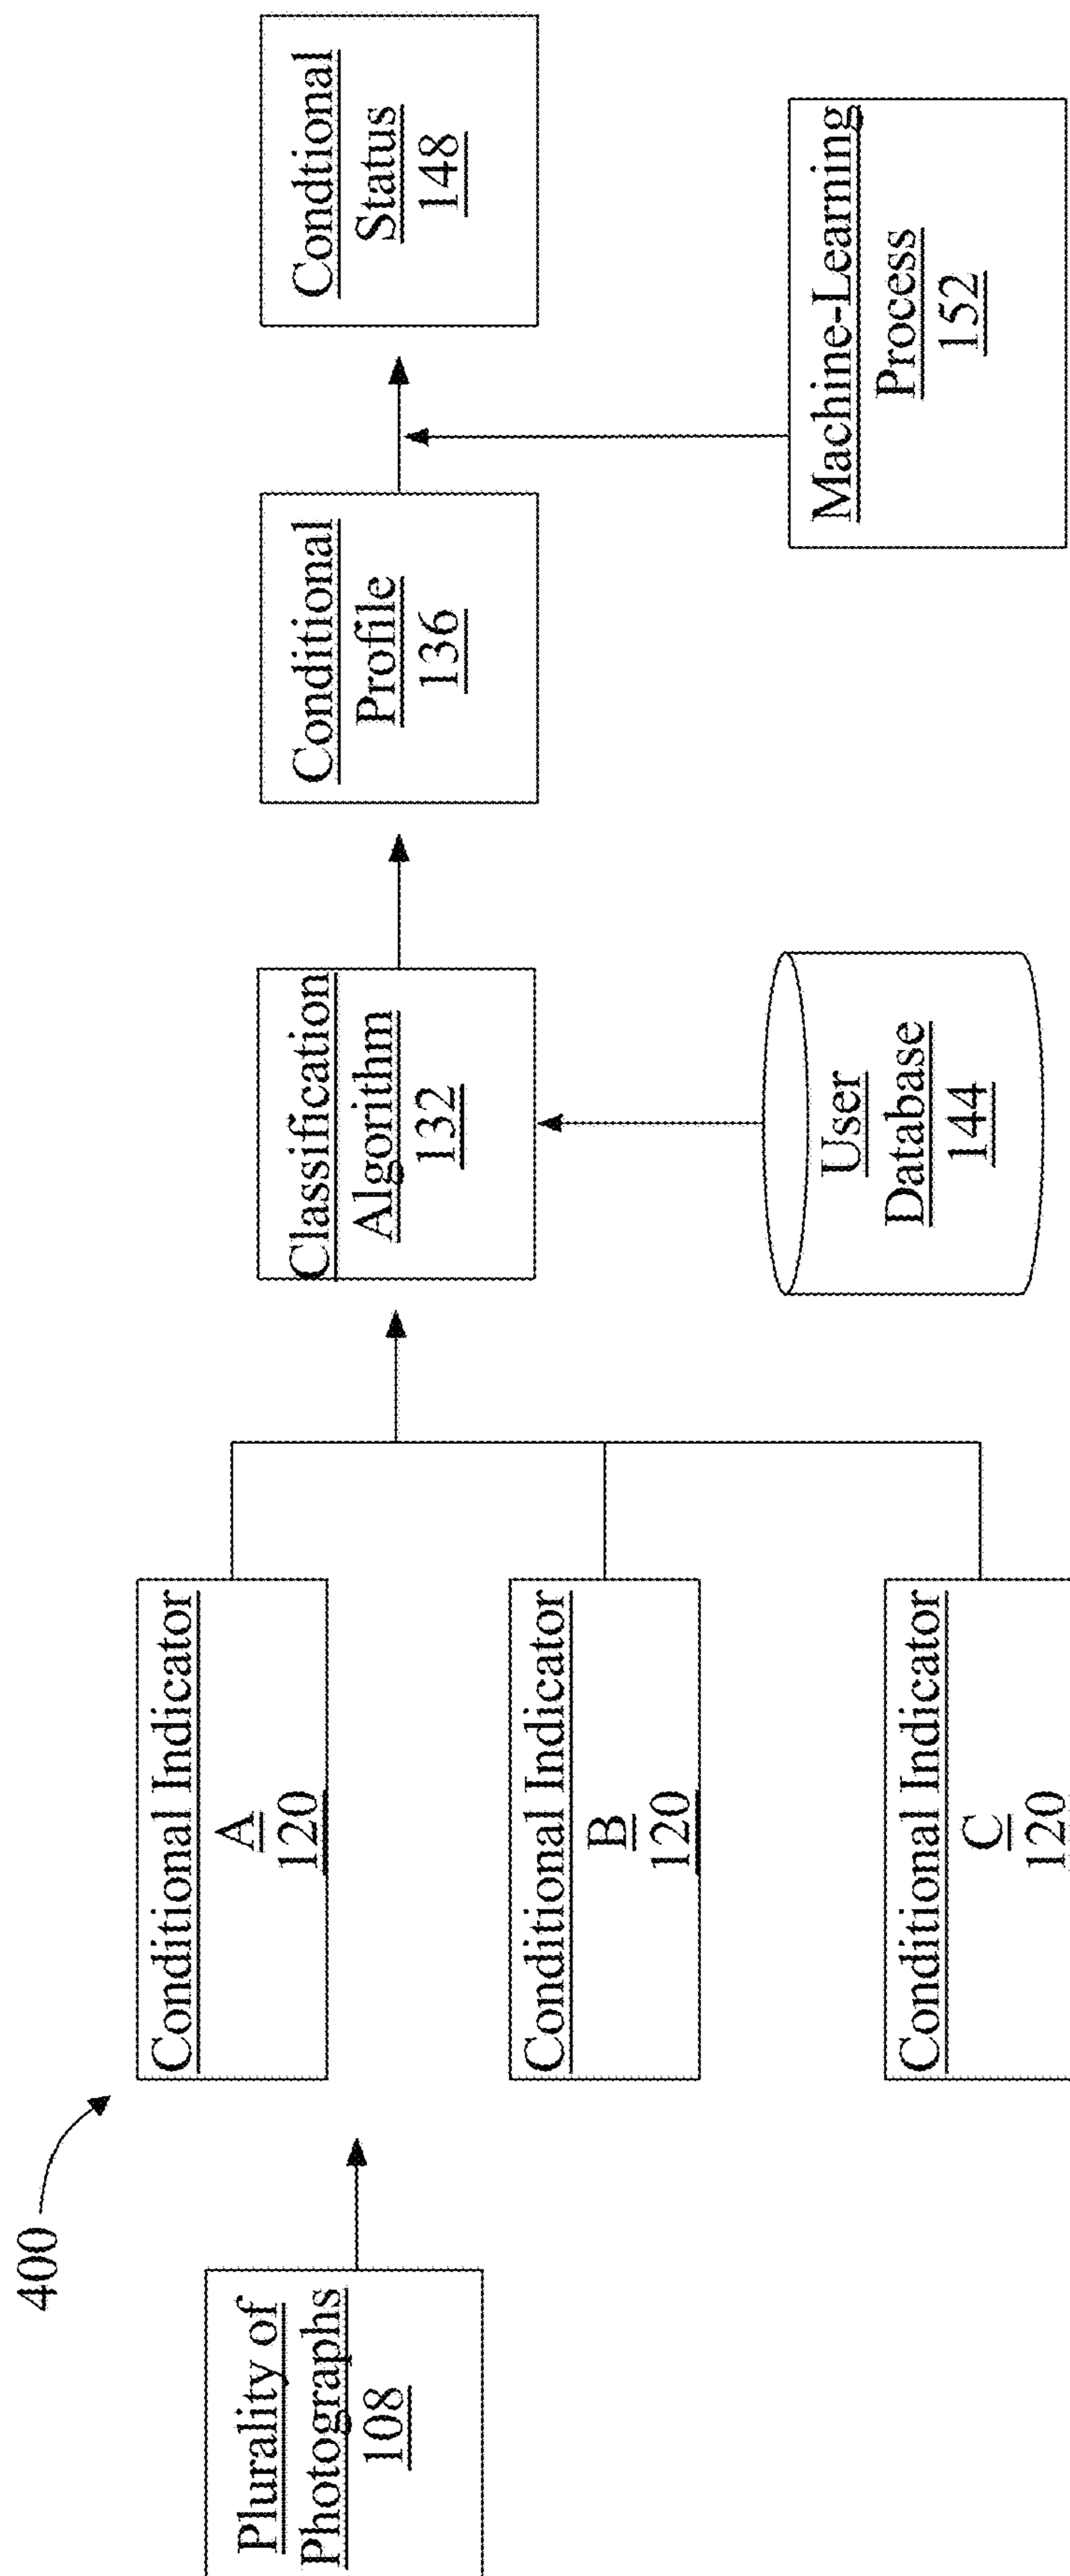 400
Plurality of
Photographs
108
Conditional Indicator
A
120
Conditional Indicator
B
120
Conditional Indicator
C
120
Classification
Algorithm
132
User
Database
144
Conditional
Profile
136
Machine-Learning
Process
152
Condtional
Status
148